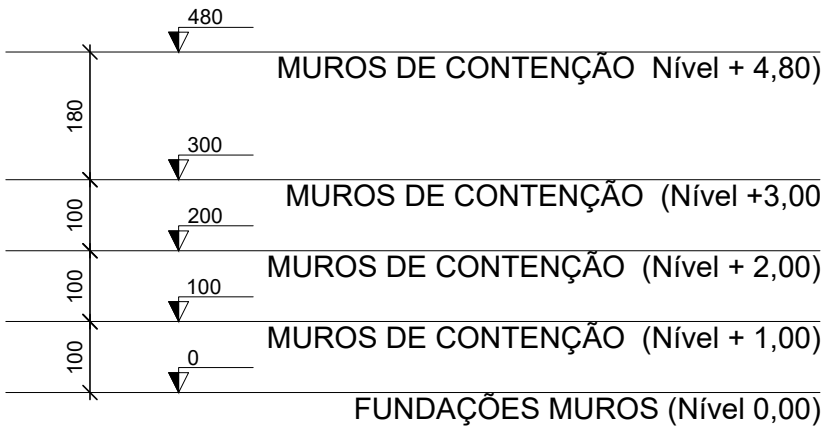 480
MUROS DE CONTENÇÃO Nível + 4,80)
180
300
MUROS DE CONTENÇÃO (Nível +3,00
100
200
MUROS DE CONTENÇÃO (Nível + 2,00)
100
100
MUROS DE CONTENÇÃO (Nível + 1,00)
100
0
FUNDAÇÕES MUROS (Nível 0,00)